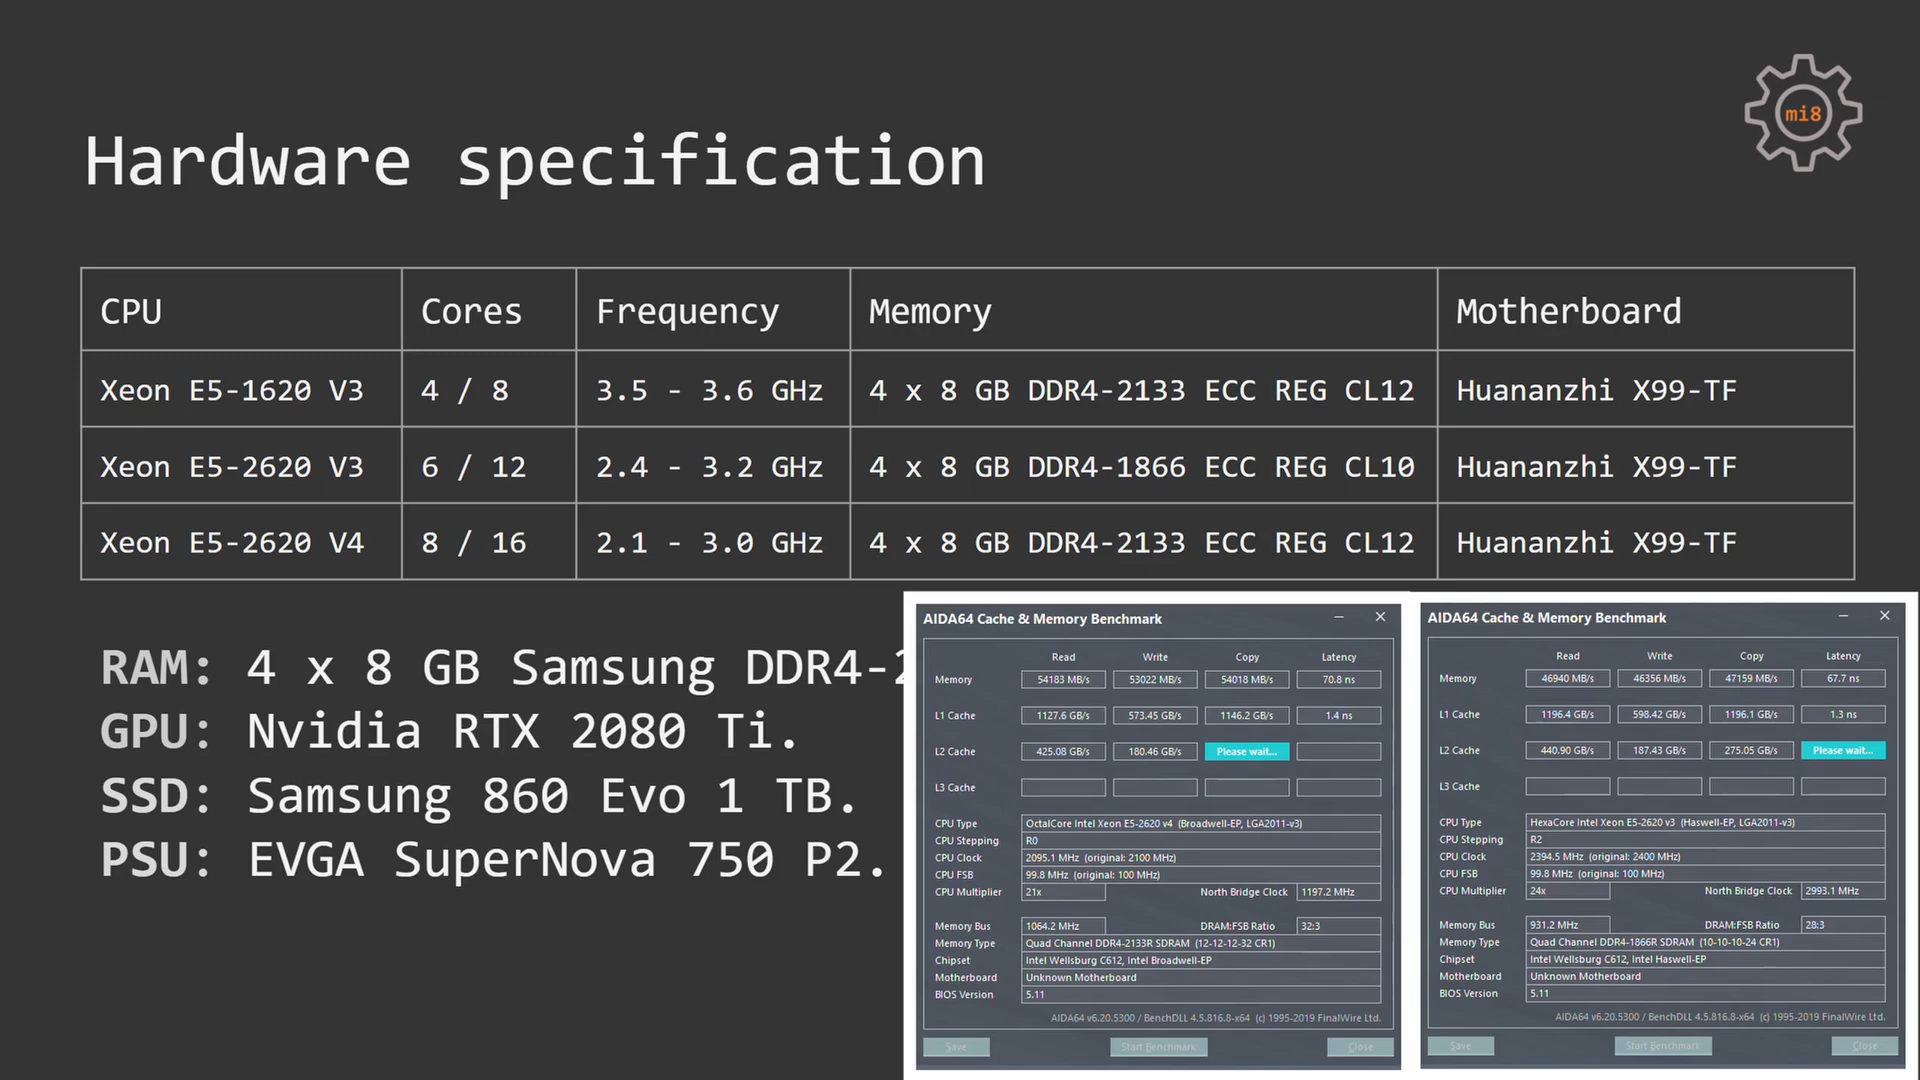 mi8
Hardware specification
CPU Cores Frequency Memory Motherboard
Xeon E5-1620 V3 4 / 8 3.5 - 3.6 GHz 4 x 8 GB DDR4-2133 ECC REG CL12 Huananzhi X99-TF
Xeon E5-2620 V3 6 / 12 2.4 - 3.2 GHz 4 x 8 GB DDR4-1866 ECC REG CL10 Huananzhi X99-TF
Xeon E5-2620 V4 8 / 16 2.1 - 3.0 GHz 4 x 8 GB DDR4-2133 ECC REG CL12 Huananzhi X99-TF
RAM: 4 x 8 GB Samsung DDR4-
GPU: Nvidia RTX 2080 Ti.
SSD: Samsung 860 Evo 1 TB.
PSU: EVGA SuperNova 750 P2.
AIDA64 Cache & Memory Benchmark
Read Write Copy Latency
Memory 54183 MB/s 53022 MB/s 54018 MB/s 70.8 ns
L1 Cache 1127.6 GB/s 573.45 GB/s 1146.2 GB/s 1.4 ns
L2 Cache 425.08 GB/s 180.46 GB/s Please wait...
L3 Cache
CPU Type OctalCore Intel Xeon E5-2620 v4 (Broadwell-EP, LGA2011-v3)
CPU Stepping R0
CPU Clock 2095.1 MHz (original: 2100 MHz)
CPU FSB 99.8 MHz (original: 100 MHz)
CPU Multiplier 21x North Bridge Clock 1197.2 MHz
Memory Bus 1064.2 MHz DRAM:FSB Ratio 32:3
Memory Type Quad Channel DDR4-2133R SDRAM (12-12-12-32 CR1)
Chipset Intel Wellsburg C612, Intel Broadwell-EP
Motherboard Unknown Motherboard
BIOS Version 5.11
AIDA64 v6.20.5300 / BenchDLL 4.5.816.8-x64 (c) 1995-2019 FinalWire Ltd.
Save Start Benchmark Close
AIDA64 Cache & Memory Benchmark
Read Write Copy Latency
Memory 46940 MB/s 46356 MB/s 47159 MB/s 67.7 ns
L1 Cache 1196.4 GB/s 598.42 GB/s 1196.1 GB/s 1.3 ns
L2 Cache 440.90 GB/s 187.43 GB/s 275.05 GB/s Please wait...
L3 Cache
CPU Type HexaCore Intel Xeon E5-2620 v3 (Haswell-EP, LGA2011-v3)
CPU Stepping R2
CPU Clock 2394.5 MHz (original: 2400 MHz)
CPU FSB 99.8 MHz (original: 100 MHz)
CPU Multiplier 24x North Bridge Clock 2993.1 MHz
Memory Bus 931.2 MHz DRAM:FSB Ratio 28:3
Memory Type Quad Channel DDR4-1866R SDRAM (10-10-10-24 CR1)
Chipset Intel Wellsburg C612, Intel Haswell-EP
Motherboard Unknown Motherboard
BIOS Version 5.11
AIDA64 v6.20.5300 / BenchDLL 4.5.816.8-x64 (c) 1995-2019 FinalWire Ltd.
Save Start Benchmark Close